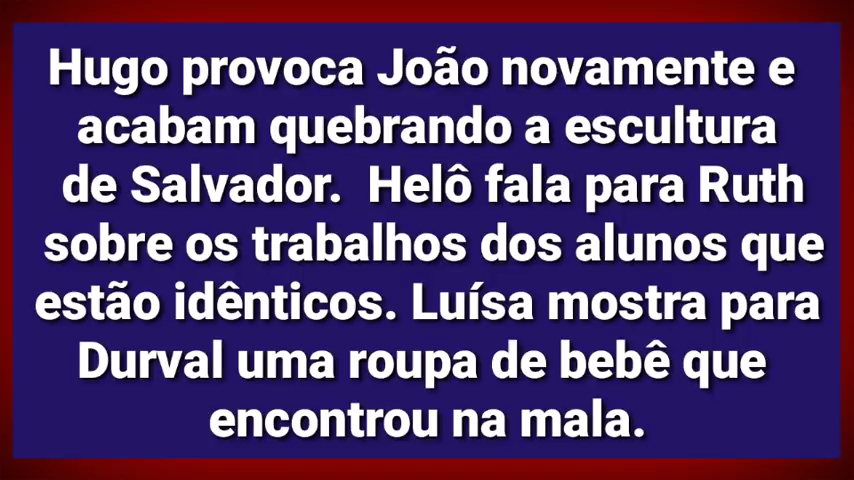 Hugo provoca João novamente e
acabam quebrando a escultura
de Salvador. Helô fala para Ruth
sobre os trabalhos dos alunos que
estão idênticos. Luísa mostra para
Durval uma roupa de bebê que
encontrou na mala.